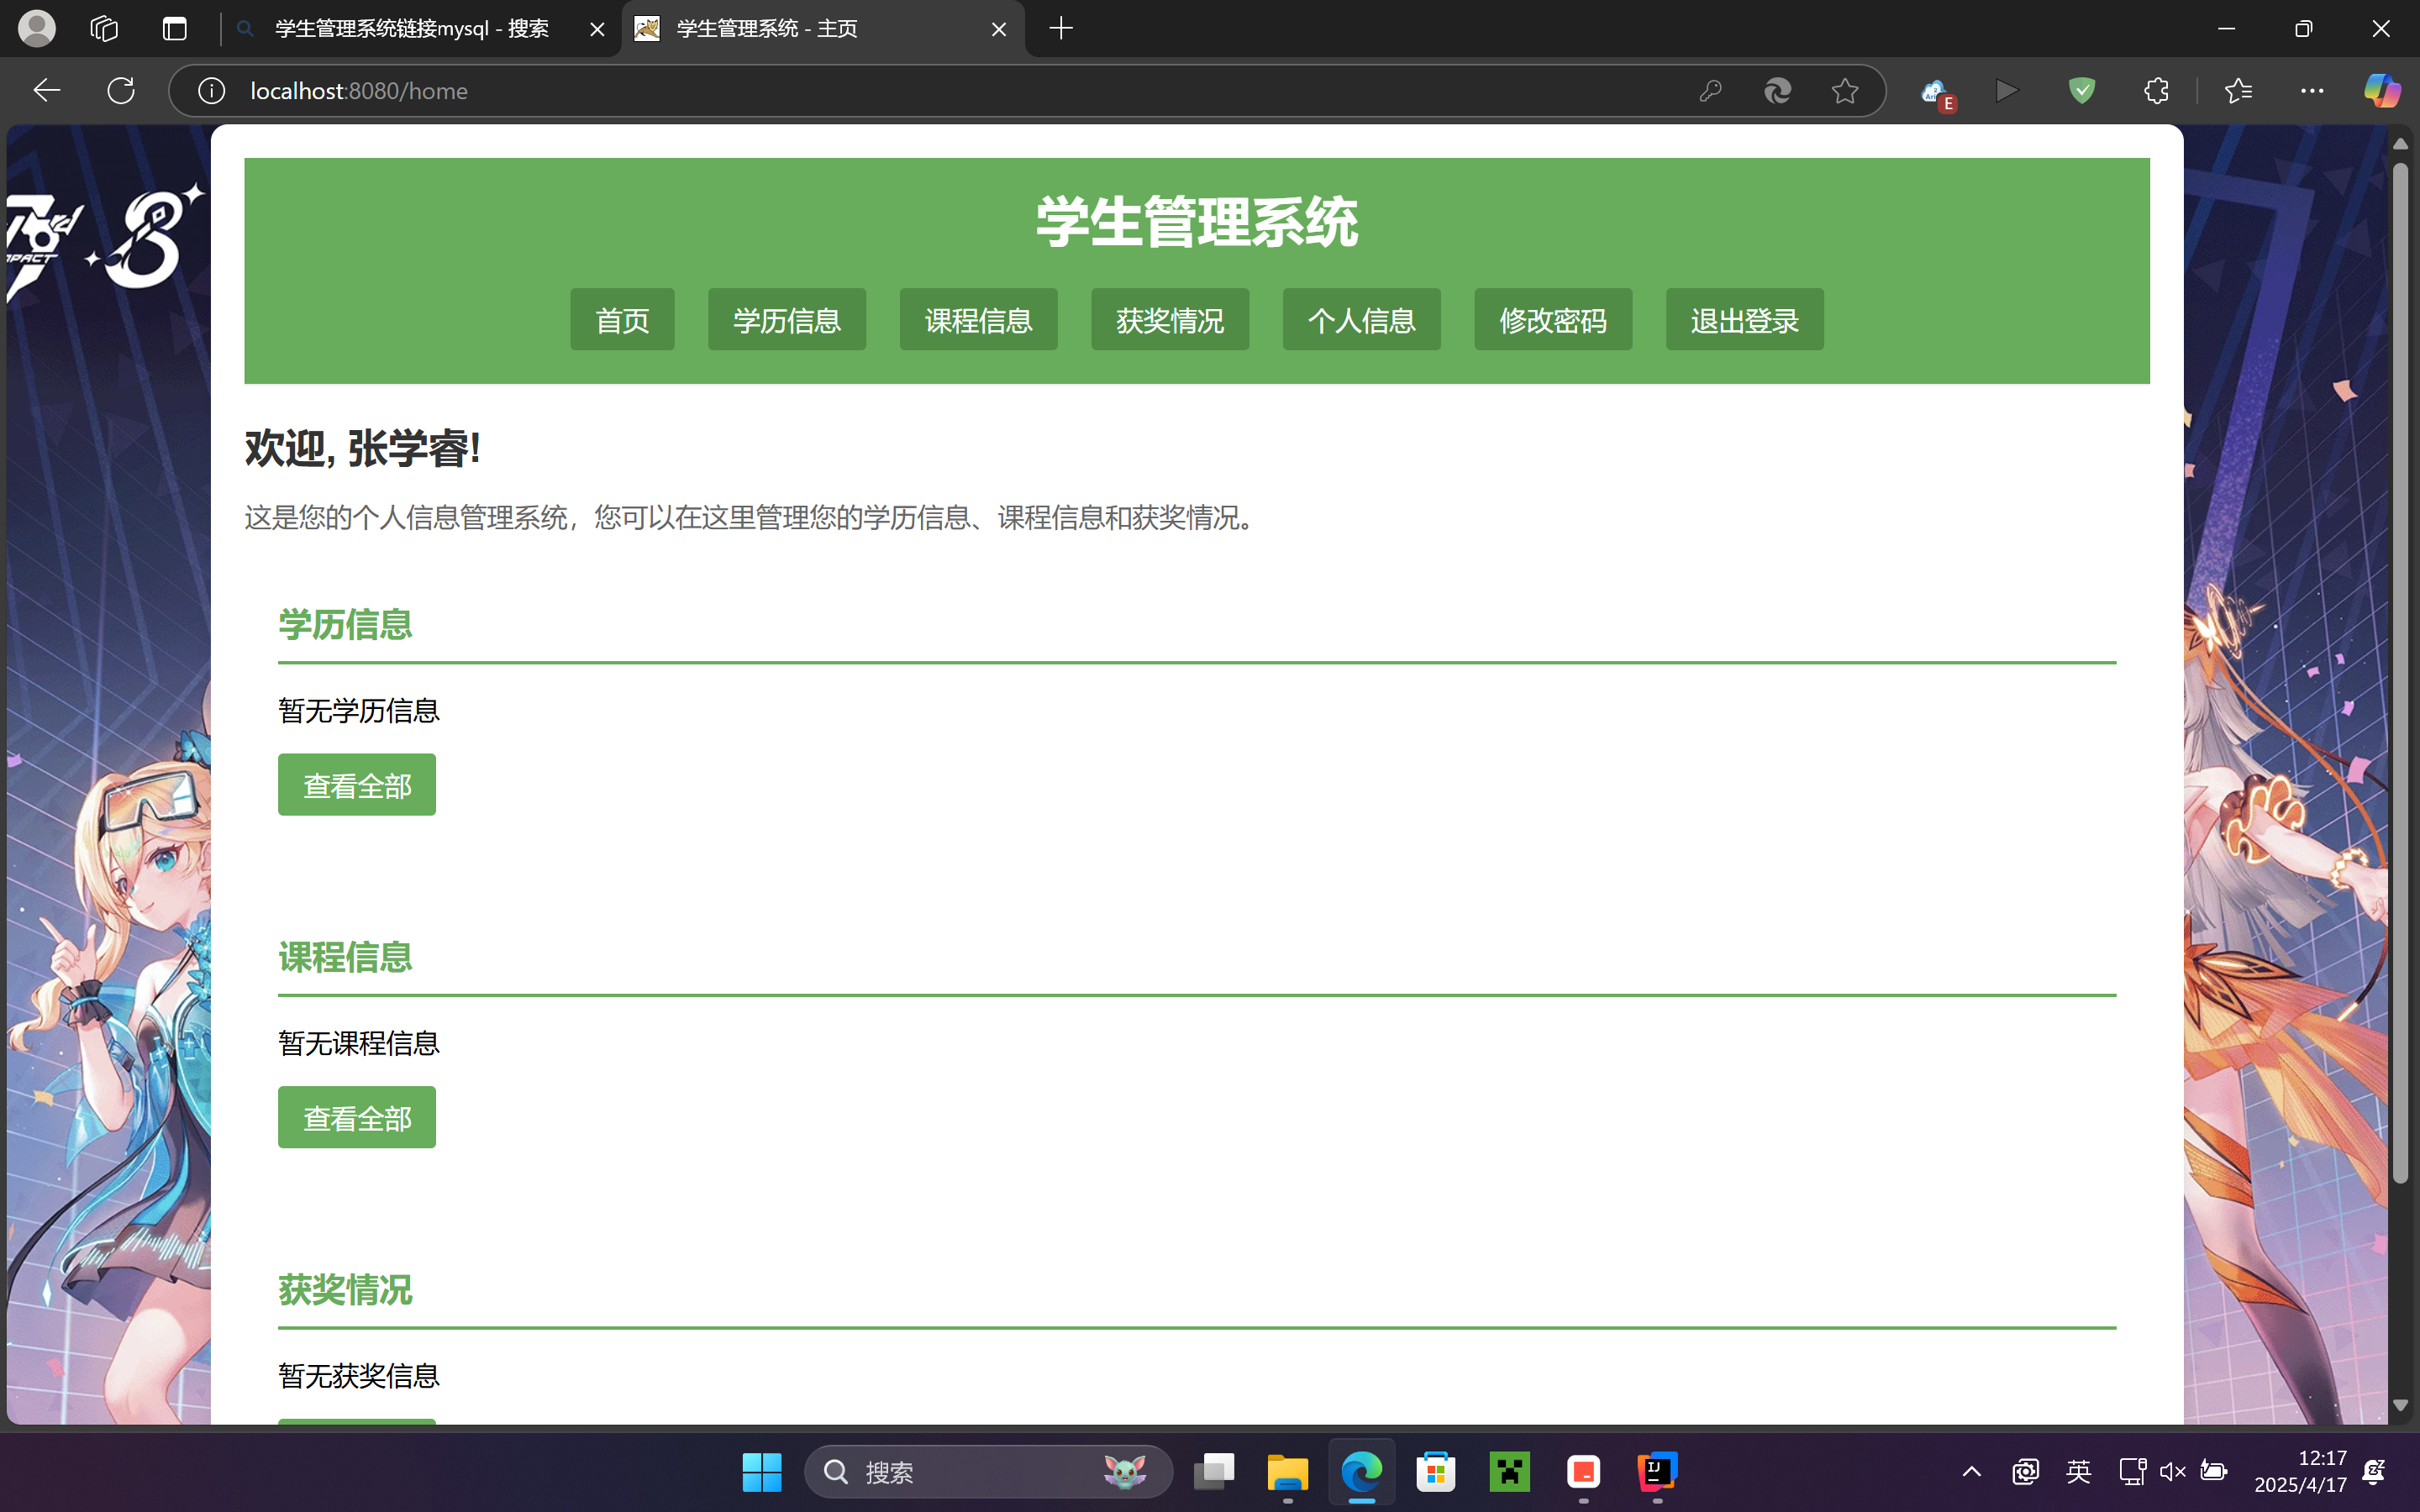 学生管理系统链接mysql - 搜索
学生管理系统 - 主页
localhost:8080/home
E
学生管理系统
首页
学历信息
课程信息
获奖情况
个人信息
修改密码
退出登录
欢迎, 张学睿!
这是您的个人信息管理系统，您可以在这里管理您的学历信息、课程信息和获奖情况。
学历信息
暂无学历信息
查看全部
课程信息
暂无课程信息
查看全部
获奖情况
暂无获奖信息
搜索
英
12:17
2025/4/17